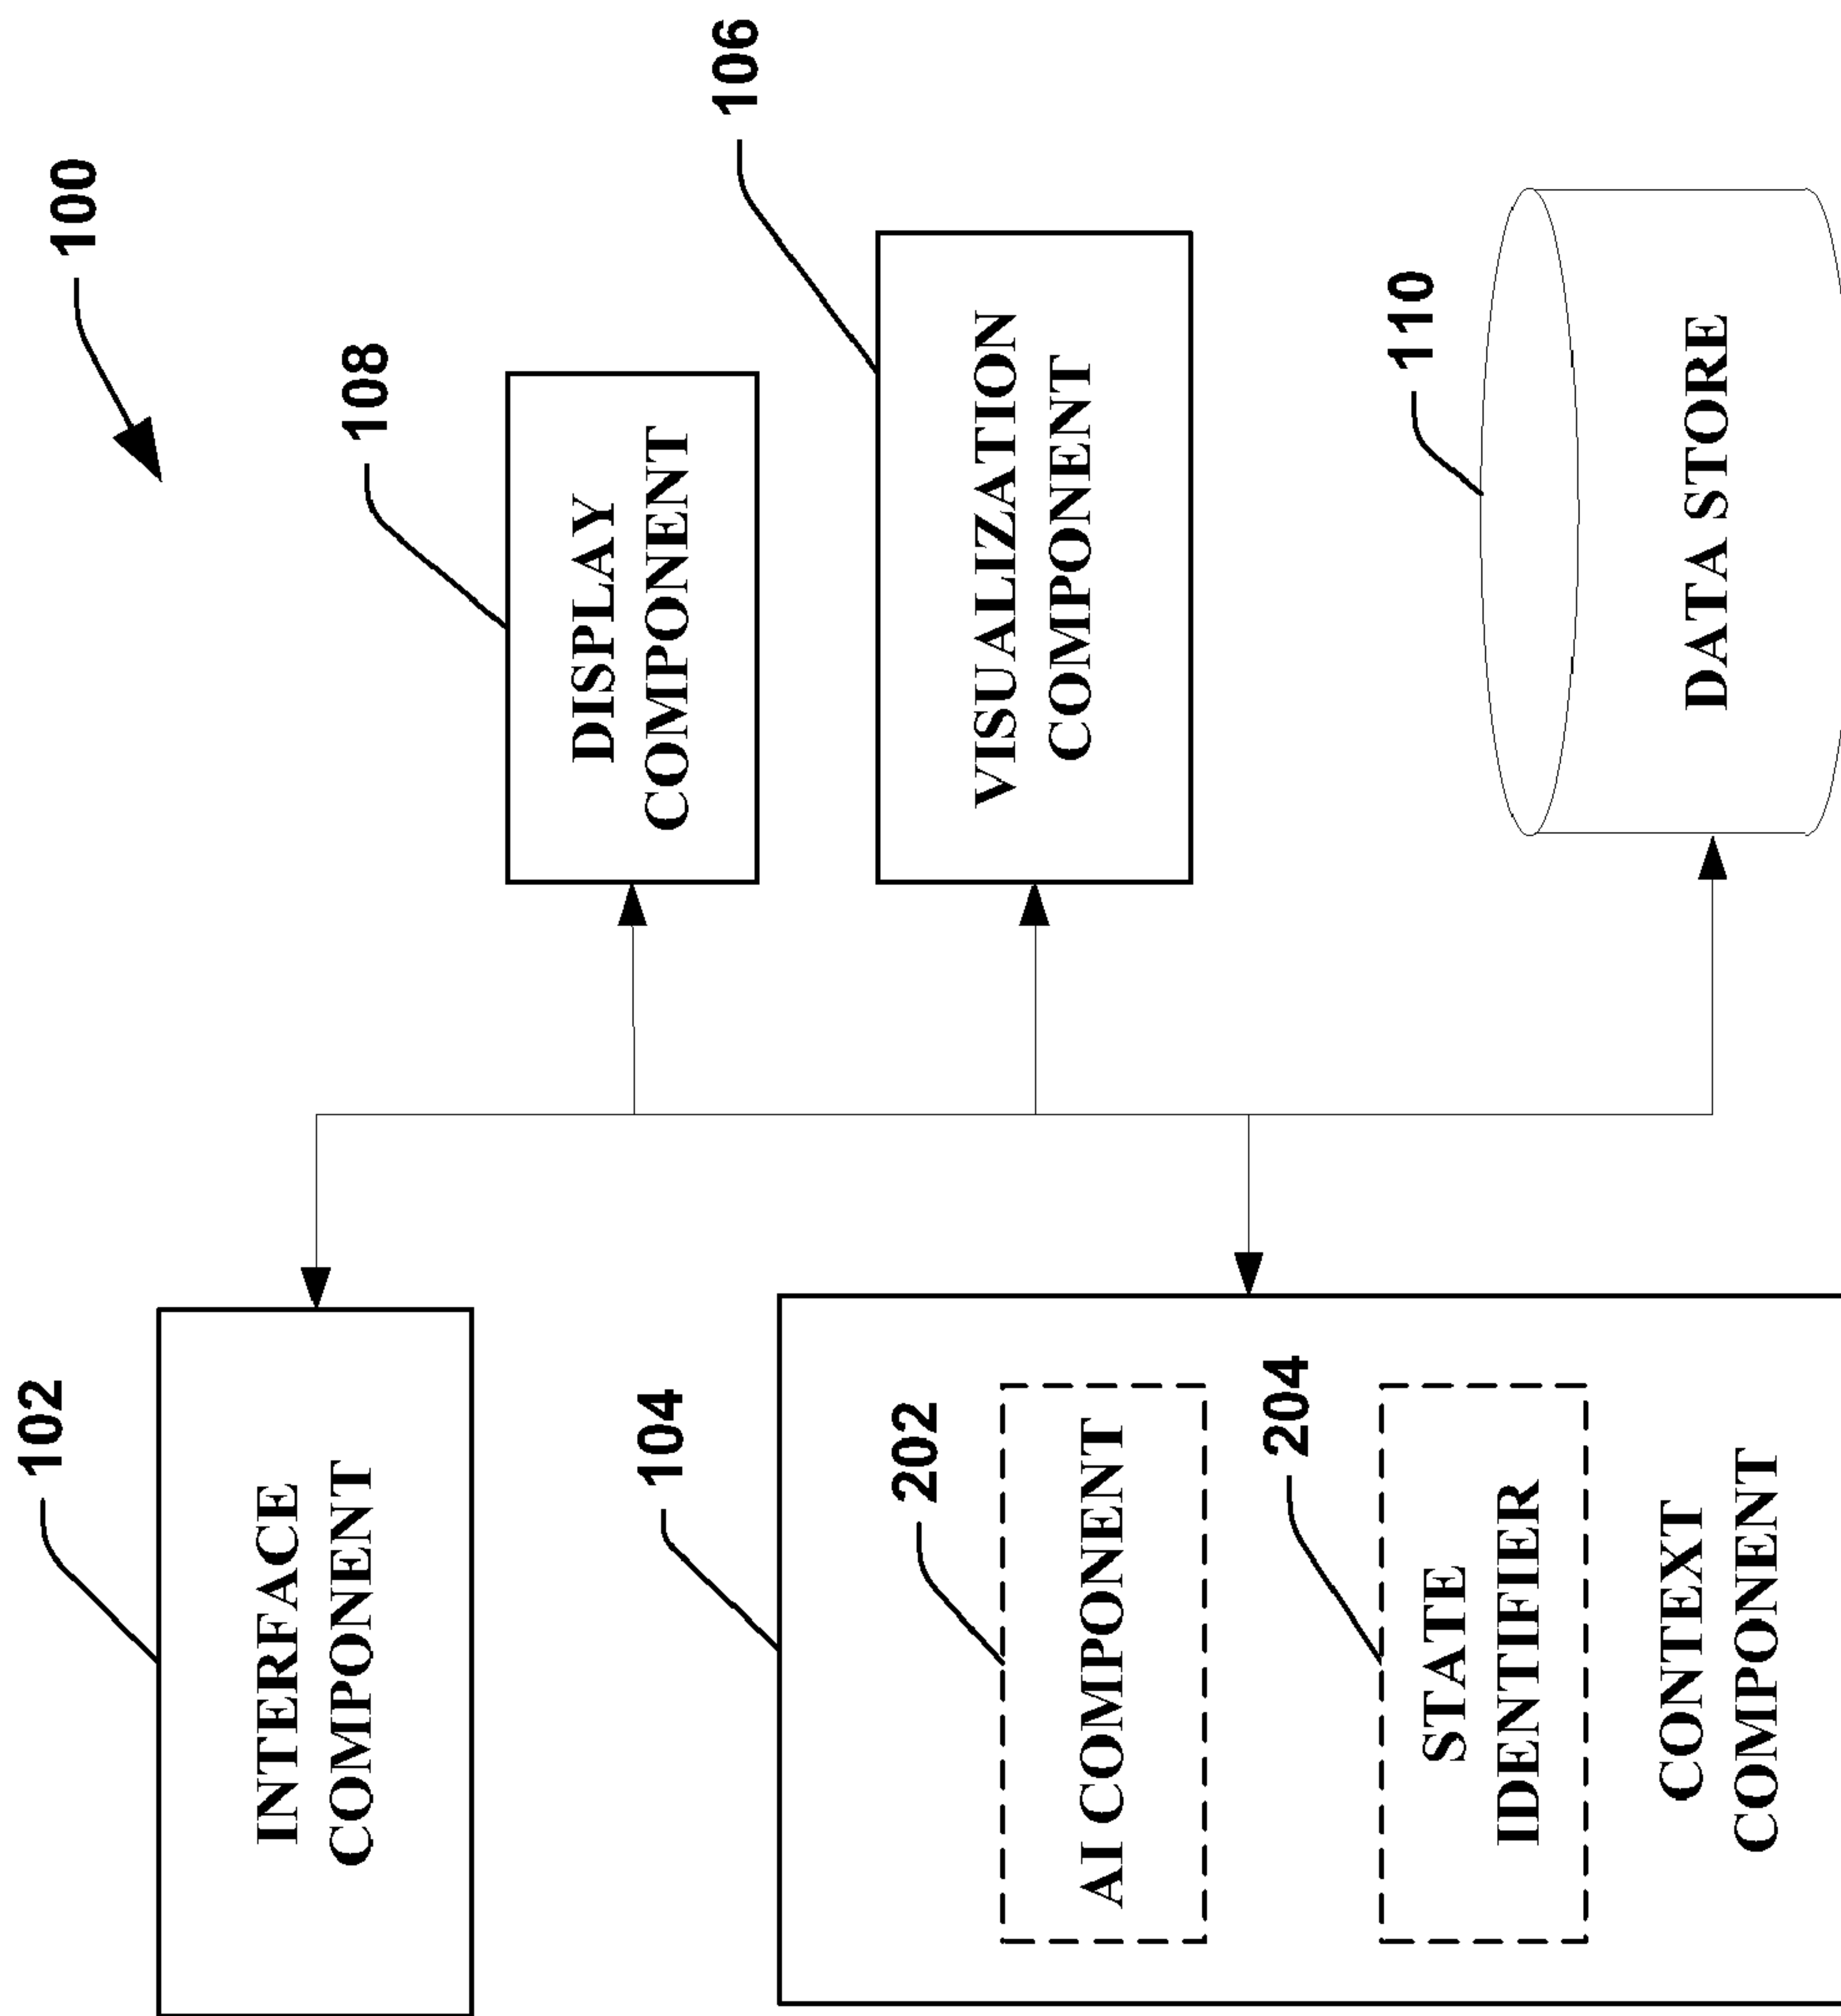 100
102
INTERFACE
COMPONENT
108
DISPLAY
COMPONENT
104
106
VISUALIZATION
COMPONENT
202
AI COMPONENT
204
STATE
IDENTIFIER
CONTEXT
COMPONENT
110
DATA STORE